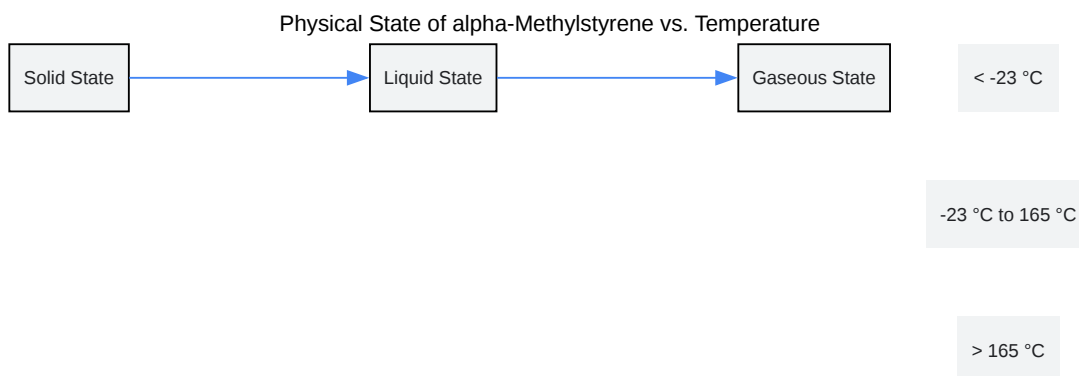 Physical State of alpha-Methylstyrene vs. Temperature
Solid State
Liquid State
Gaseous State
< -23 °C
-23 °C to 165 °C
> 165 °C